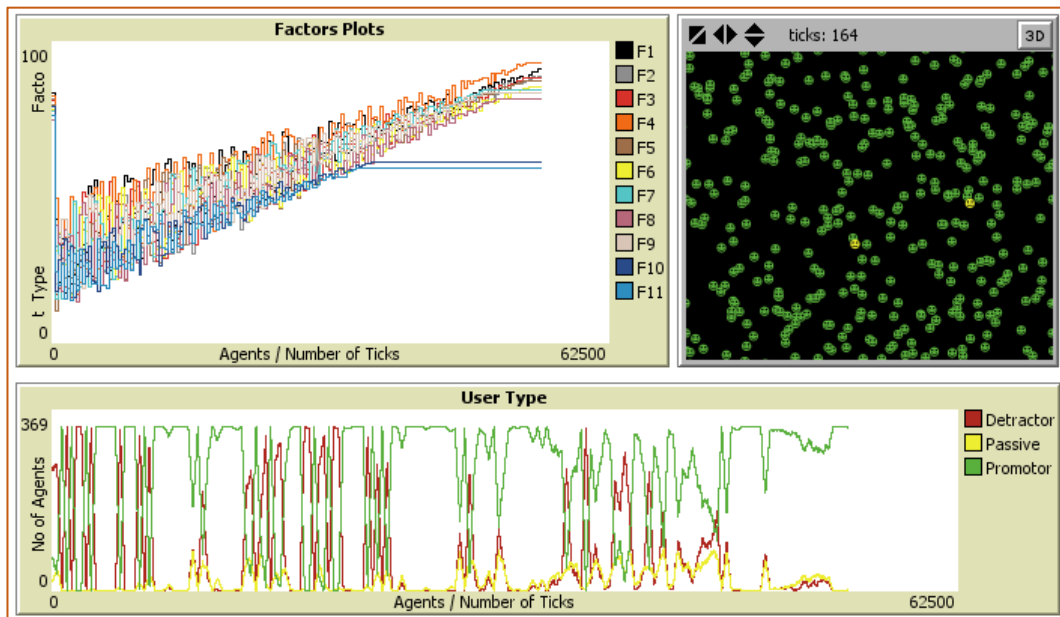 Factors Plots
100
Facto
t Type
0
0
Agents / Number of Ticks
62500
F1
F2
F3
F4
F5
F6
F7
F8
F9
F10
F11
ticks: 164
3D
User Type
369
No of Agents
0
0
Agents / Number of Ticks
62500
Detractor
Passive
Promotor